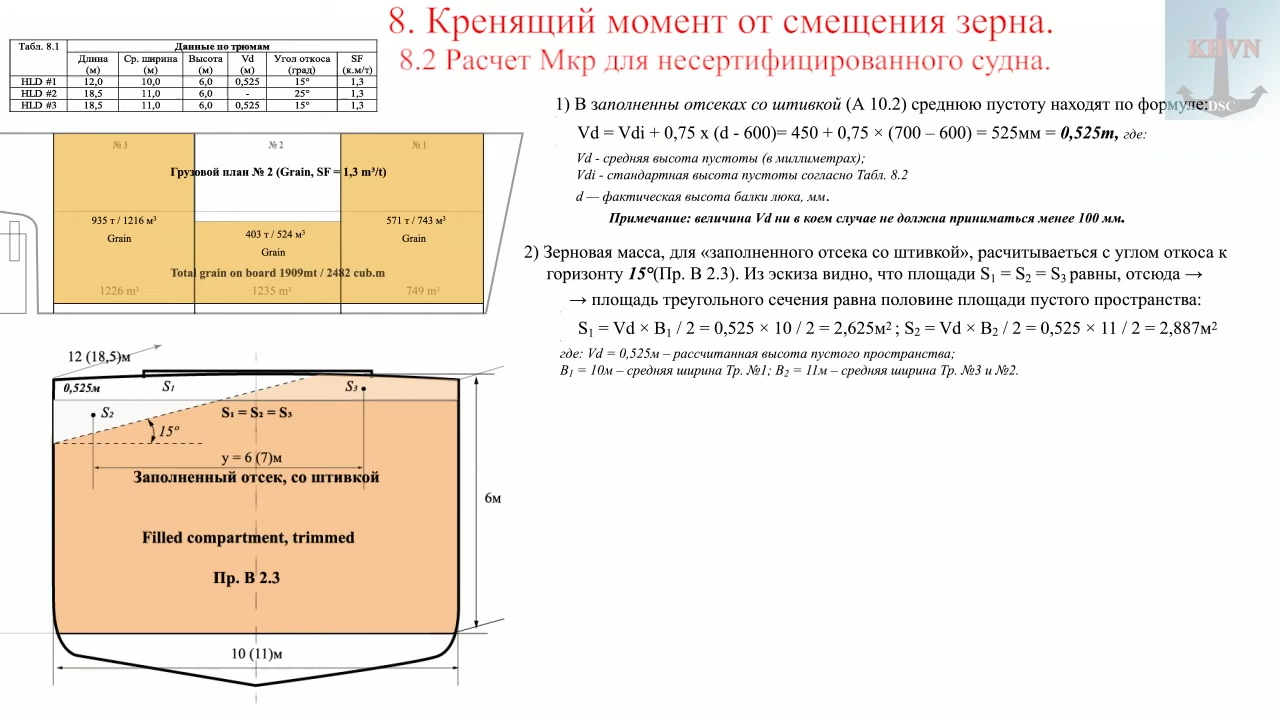 8. Кренящий момент от смещения зерна.
8.2 Расчет Мкр для несертифицированного судна.
KHVN
DSC
Табл. 8.1 Данные по трюмам
Длина (м) Ср. ширина (м) Высота (м) Vd (м) Угол откоса (град) SF (к.м/т)
HLD #1 12,0 10,0 6,0 0,525 15° 1,3
HLD #2 18,5 11,0 6,0 - 25° 1,3
HLD #3 18,5 11,0 6,0 0,525 15° 1,3
№ 3 № 2 № 1
Грузовой план № 2 (Grain, SF = 1,3 m³/t)
935 т / 1216 м³
Grain
403 т / 524 м³
Grain
571 т / 743 м³
Grain
Total grain on board 1909mt / 2482 cub.m
1226 m³ 1235 m³ 749 m³
12 (18,5)м
0,525м S₁ S₃
S₂ S₁ = S₂ = S₃
15°
y = 6 (7)м
Заполненный отсек, со штивкой
6м
Filled compartment, trimmed
Пр. В 2.3
10 (11)м
1) В заполненны отсеках со штивкой (А 10.2) среднюю пустоту находят по формуле:
Vd = Vdi + 0,75 x (d - 600)= 450 + 0,75 × (700 – 600) = 525мм = 0,525m, где:
Vd - средняя высота пустоты (в миллиметрах);
Vdi - стандартная высота пустоты согласно Табл. 8.2
d — фактическая высота балки люка, мм.
Примечание: величина Vd ни в коем случае не должна приниматься менее 100 мм.
2) Зерновая масса, для «заполненного отсека со штивкой», расчитываеться с углом откоса к
горизонту 15°(Пр. В 2.3). Из эскиза видно, что площади S₁ = S₂ = S₃ равны, отсюда →
→ площадь треугольного сечения равна половине площади пустого пространства:
S₁ = Vd × B₁ / 2 = 0,525 × 10 / 2 = 2,625м² ; S₂ = Vd × B₂ / 2 = 0,525 × 11 / 2 = 2,887м²
где: Vd = 0,525м – рассчитанная высота пустого пространства;
B₁ = 10м – средняя ширина Тр. №1; B₂ = 11м – средняя ширина Тр. №3 и №2.